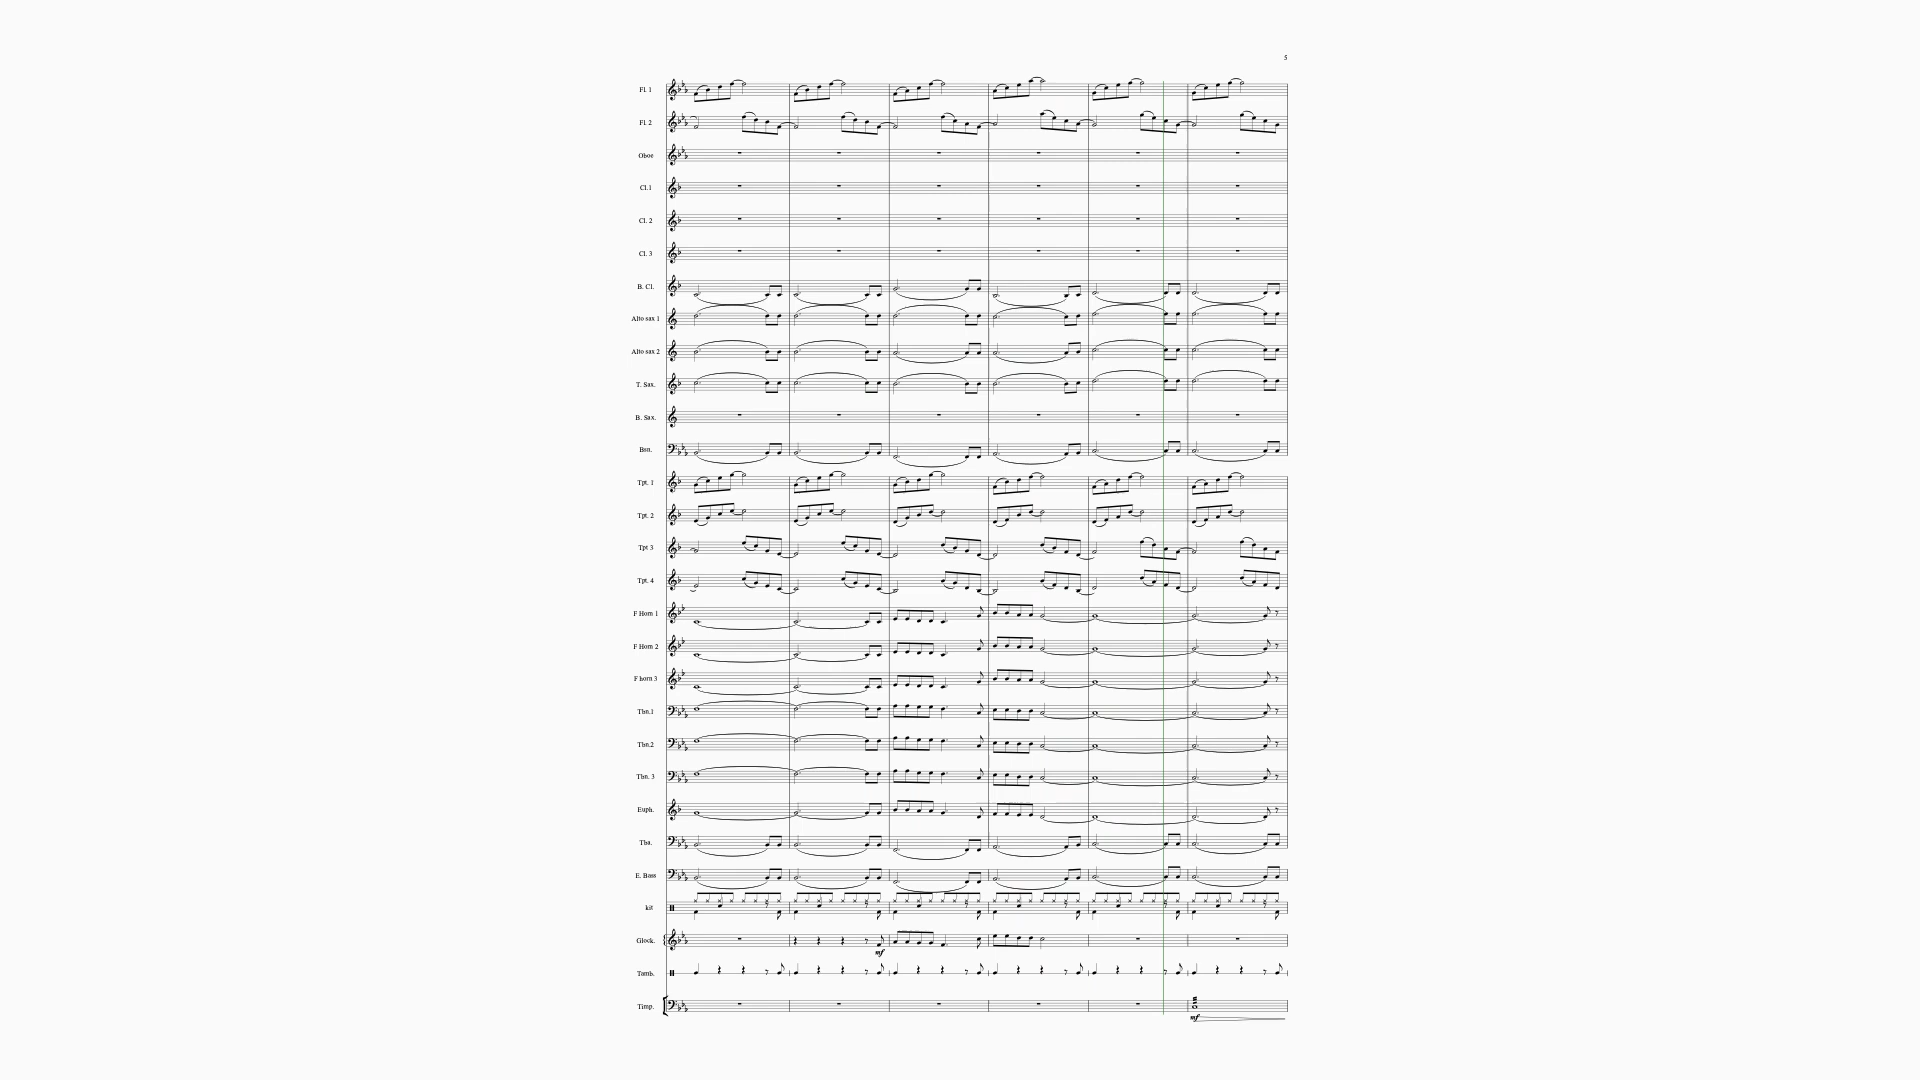 5
Fl. 1
Fl. 2
Oboe
Cl.1
Cl. 2
Cl. 3
B. Cl.
Alto sax 1
Alto sax 2
T. Sax.
B. Sax.
Bsn.
Tpt. 1
Tpt. 2
Tpt 3
Tpt. 4
F Horn 1
F Horn 2
F horn 3
Tbn.1
Tbn.2
Tbn. 3
Euph.
Tba.
E. Bass
kit
Glock.
mf
Tamb.
Timp.
mf